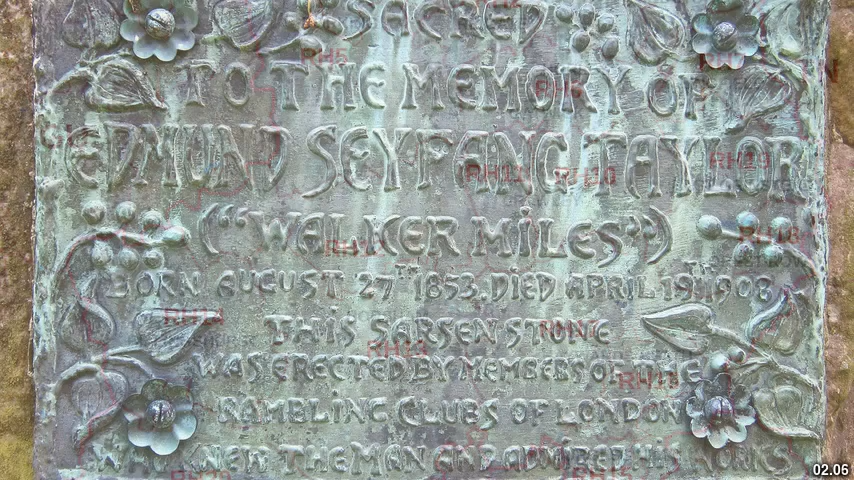 SACRED
TO THE MEMORY OF
EDMUND SEYFANG TAYLOR
("WALKER MILES")
BORN AUGUST 27TH 1853, DIED APRIL 19TH 1908
THIS SARSEN STONE
WAS ERECTED BY MEMBERS OF THE
RAMBLING CLUBS OF LONDON
WHO KNEW THE MAN AND ADMIRED HIS WORKS
02.06